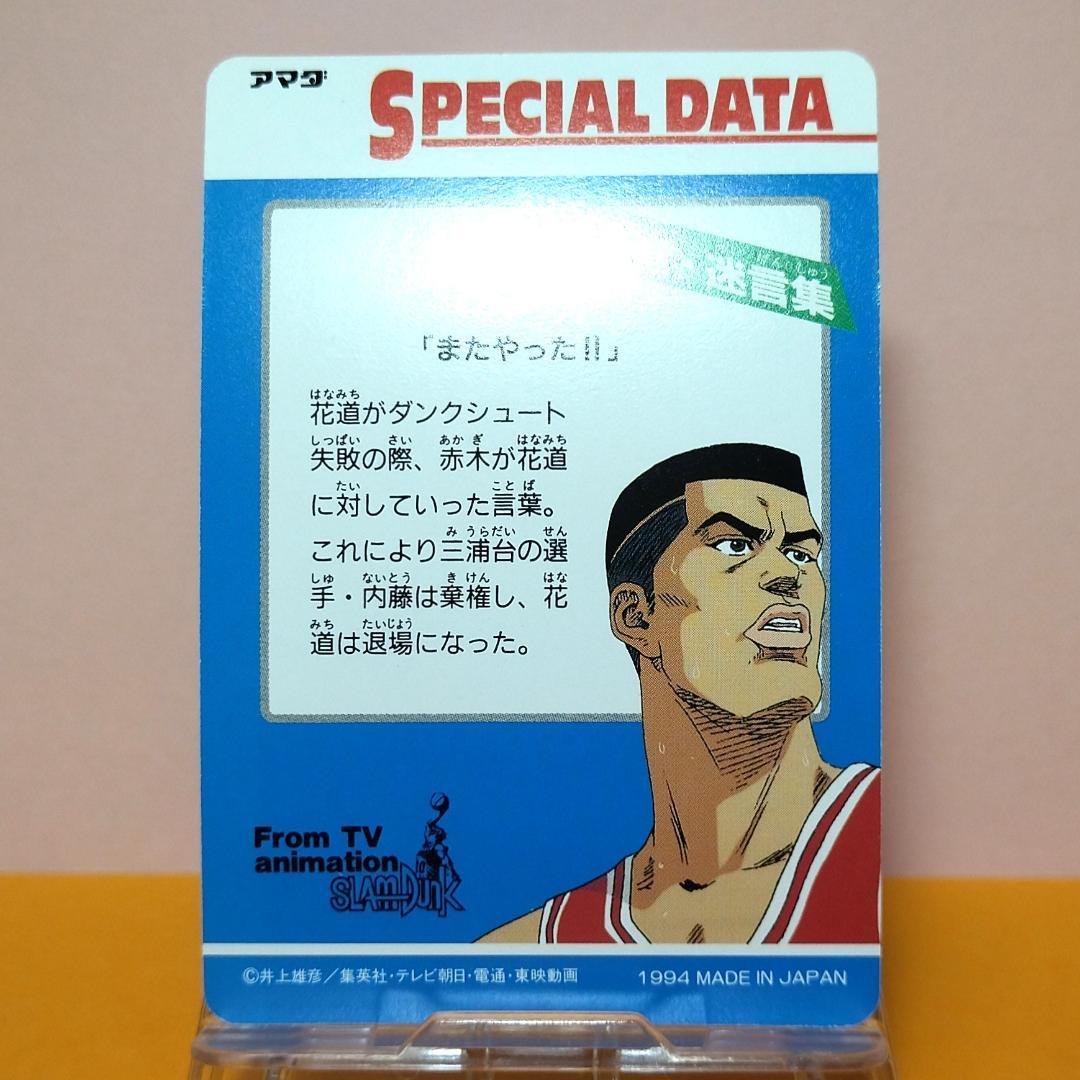 アマダ
SPECIAL DATA
迷言集
「またやった!!」
花道がダンクシュート
失敗の際、赤木が花道
に対していった言葉。
これにより三浦台の選
手・内藤は棄権し、花
道は退場になった。
From TV
animation
SLAM DUNK
©井上雄彦／集英社・テレビ朝日・電通・東映動画
1994 MADE IN JAPAN